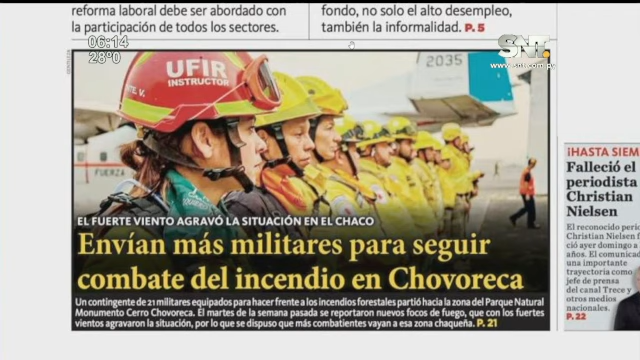 reforma laboral debe ser abordado con
la participación de todos los sectores.
fondo, no solo el alto desempleo,
también la informalidad. P. 5
06:14
28°0
SNT
www.snt.com.py
UFIR
INSTRUCTOR
2035
FUERZA
EL FUERTE VIENTO AGRAVÓ LA SITUACIÓN EN EL CHACO
Envían más militares para seguir
combate del incendio en Chovoreca
Un contingente de 21 militares equipados para hacer frente a los incendios forestales partió hacia la zona del Parque Natural
Monumento Cerro Chovoreca. El martes de la semana pasada se reportaron nuevos focos de fuego, que con los fuertes
vientos agravaron la situación, por lo que se dispuso que más combatientes vayan a esa zona chaqueña. P. 21
¡HASTA SIEM
Falleció el
periodista
Christian
Nielsen
El reconocido perio
Christian Nielsen f
ció ayer domingo a
años. El comunicad
una importante
trayectoria como
jefe de prensa
del canal Trece y
otros medios
nacionales.
P. 22